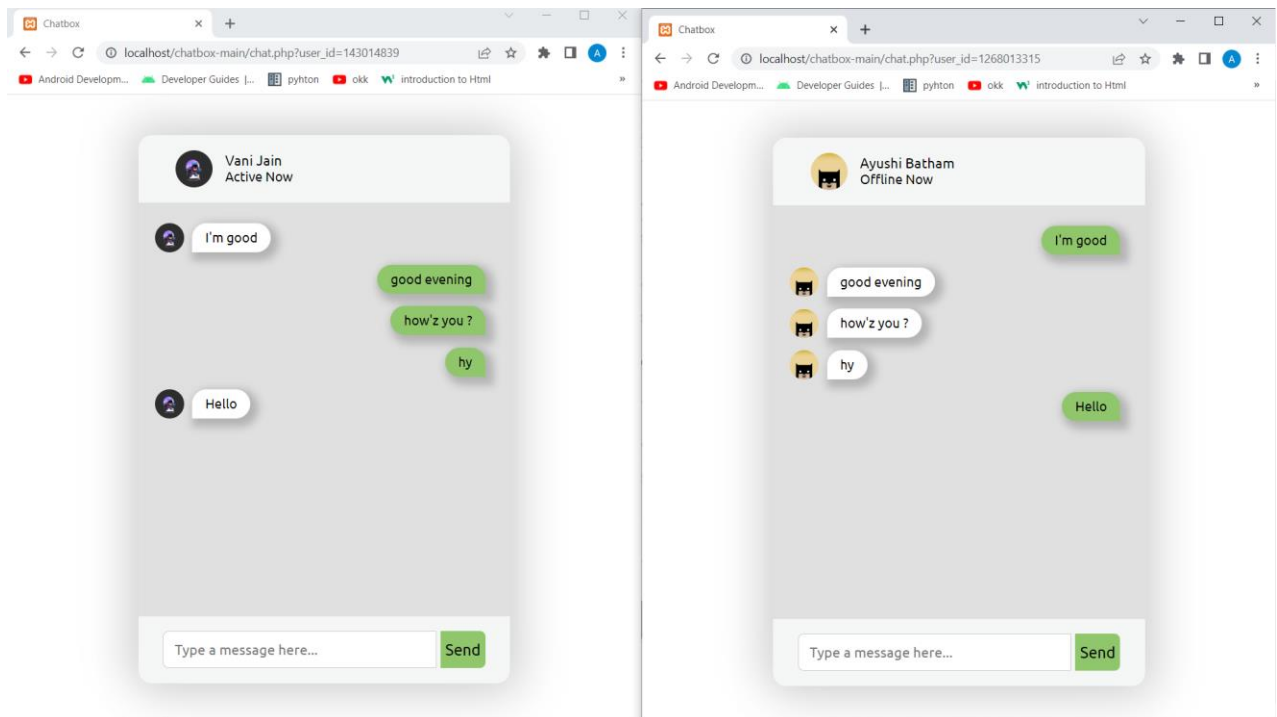 Chatbox
localhost/chatbox-main/chat.php?user_id=143014839
A
Android Developm...
Developer Guides |...
pyhton
okk
introduction to Html
»
Vani Jain
Active Now
I'm good
good evening
how'z you ?
hy
Hello
Type a message here...
Send
Chatbox
localhost/chatbox-main/chat.php?user_id=1268013315
A
Android Developm...
Developer Guides |...
pyhton
okk
introduction to Html
»
Ayushi Batham
Offline Now
I'm good
good evening
how'z you ?
hy
Hello
Type a message here...
Send